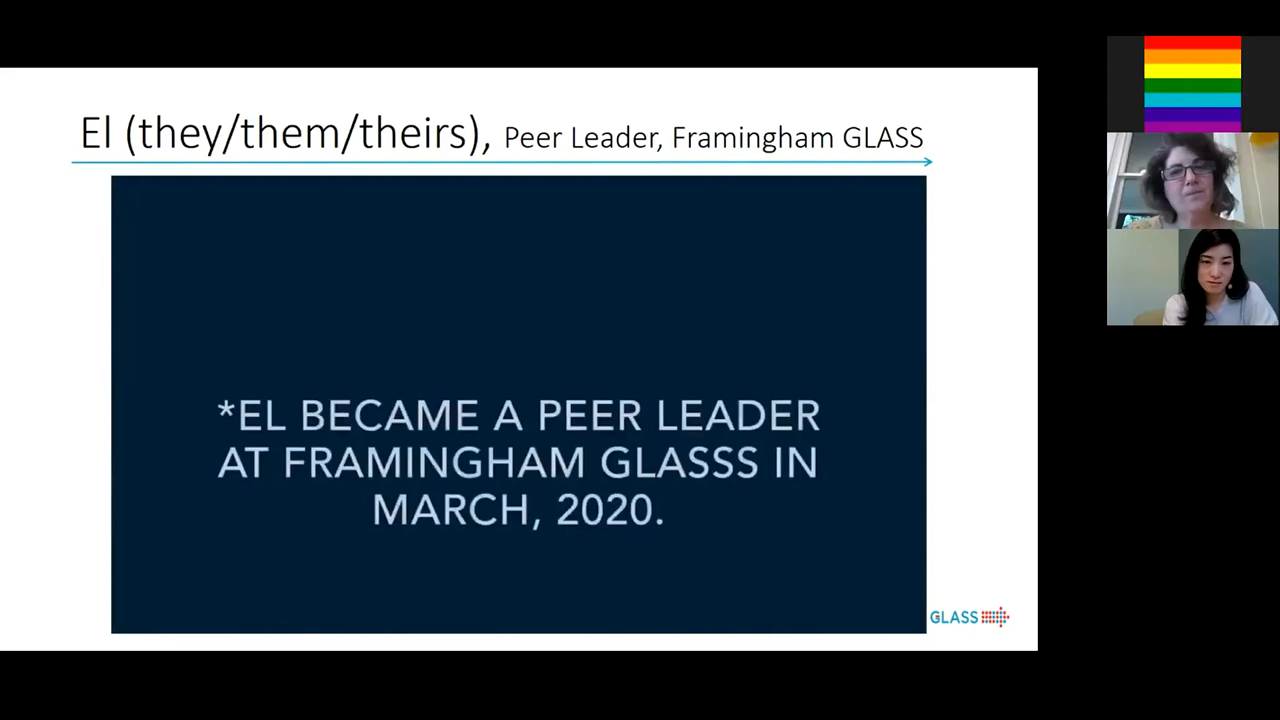 El (they/them/theirs), Peer Leader, Framingham GLASS
*EL BECAME A PEER LEADER
AT FRAMINGHAM GLASSS IN
MARCH, 2020.
GLASS